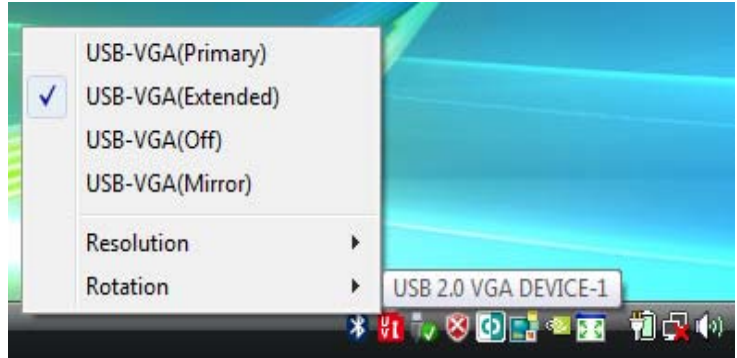 USB-VGA(Primary)
USB-VGA(Extended)
USB-VGA(Off)
USB-VGA(Mirror)
Resolution
Rotation
USB 2.0 VGA DEVICE-1